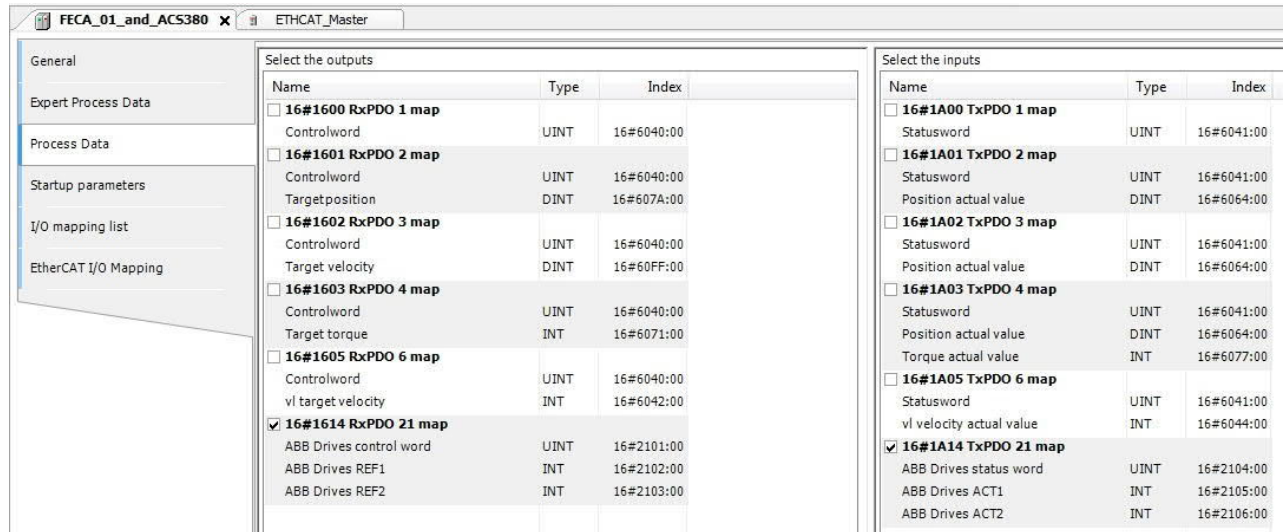 FECA_01_and_ACS380 X ETHCAT_Master
General
Expert Process Data
Process Data
Startup parameters
I/O mapping list
EtherCAT I/O Mapping
Select the outputs
Name Type Index
16#1600 RxPDO 1 map
Controlword UINT 16#6040:00
16#1601 RxPDO 2 map
Controlword UINT 16#6040:00
Targetposition DINT 16#607A:00
16#1602 RxPDO 3 map
Controlword UINT 16#6040:00
Target velocity DINT 16#60FF:00
16#1603 RxPDO 4 map
Controlword UINT 16#6040:00
Target torque INT 16#6071:00
16#1605 RxPDO 6 map
Controlword UINT 16#6040:00
vl target velocity INT 16#6042:00
16#1614 RxPDO 21 map
ABB Drives control word UINT 16#2101:00
ABB Drives REF1 INT 16#2102:00
ABB Drives REF2 INT 16#2103:00
Select the inputs
Name Type Index
16#1A00 TxPDO 1 map
Statusword UINT 16#6041:00
16#1A01 TxPDO 2 map
Statusword UINT 16#6041:00
Position actual value DINT 16#6064:00
16#1A02 TxPDO 3 map
Statusword UINT 16#6041:00
Position actual value DINT 16#6064:00
16#1A03 TxPDO 4 map
Statusword UINT 16#6041:00
Position actual value DINT 16#6064:00
Torque actual value INT 16#6077:00
16#1A05 TxPDO 6 map
Statusword UINT 16#6041:00
vl velocity actual value INT 16#6044:00
16#1A14 TxPDO 21 map
ABB Drives status word UINT 16#2104:00
ABB Drives ACT1 INT 16#2105:00
ABB Drives ACT2 INT 16#2106:00